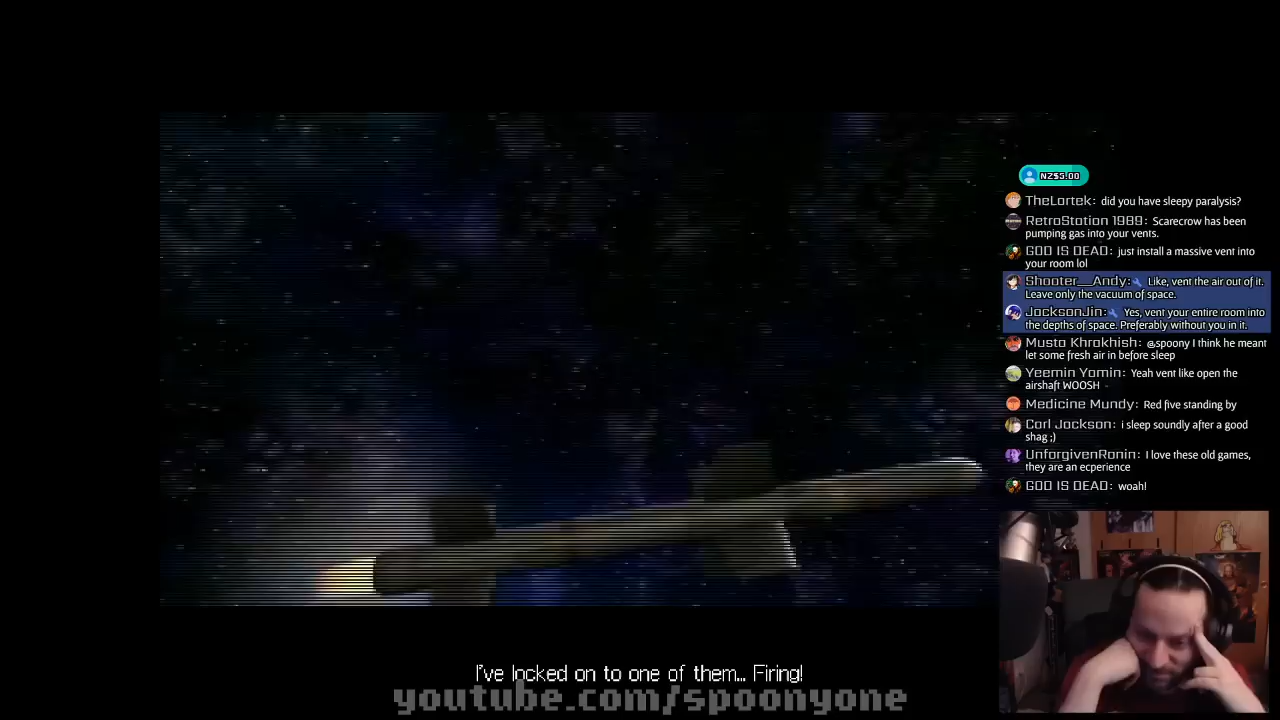 NZ$5.00
TheLortek: did you have sleepy paralysis?
RetroStation 1989: Scarecrow has been
pumping gas into your vents.
GOD IS DEAD: just install a massive vent into
your room lol
Shooter__Andy: Like, vent the air out of it.
Leave only the vacuum of space.
JacksonJin: Yes, vent your entire room into
the depths of space. Preferably without you in it.
Musta Khrakhish: @spoony I think he meant
let some fresh air in before sleep
Yeemin Yomin: Yeah vent like open the
airshaft WOOSH
Medicine Mundy: Red five standing by
Carl Jackson: i sleep soundly after a good
shag ;)
UnforgivenRonin: I love these old games,
they are an ecperience
GOD IS DEAD: woah!
I've locked on to one of them... Firing!
youtube.com/spoonyone